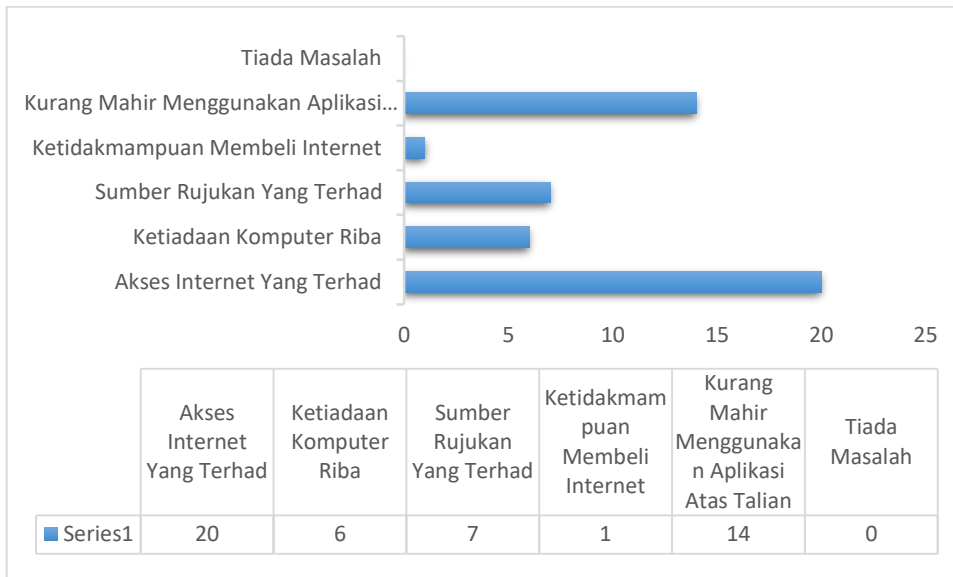 Tiada Masalah
Kurang Mahir Menggunakan Aplikasi...
Ketidakmampuan Membeli Internet
Sumber Rujukan Yang Terhad
Ketiadaan Komputer Riba
Akses Internet Yang Terhad
0 5 10 15 20 25
Akses
Internet
Yang Terhad
Ketiadaan
Komputer
Riba
Sumber
Rujukan
Yang Terhad
Ketidakmam
puan
Membeli
Internet
Kurang
Mahir
Menggunaka
n Aplikasi
Atas Talian
Tiada
Masalah
Series1 20 6 7 1 14 0